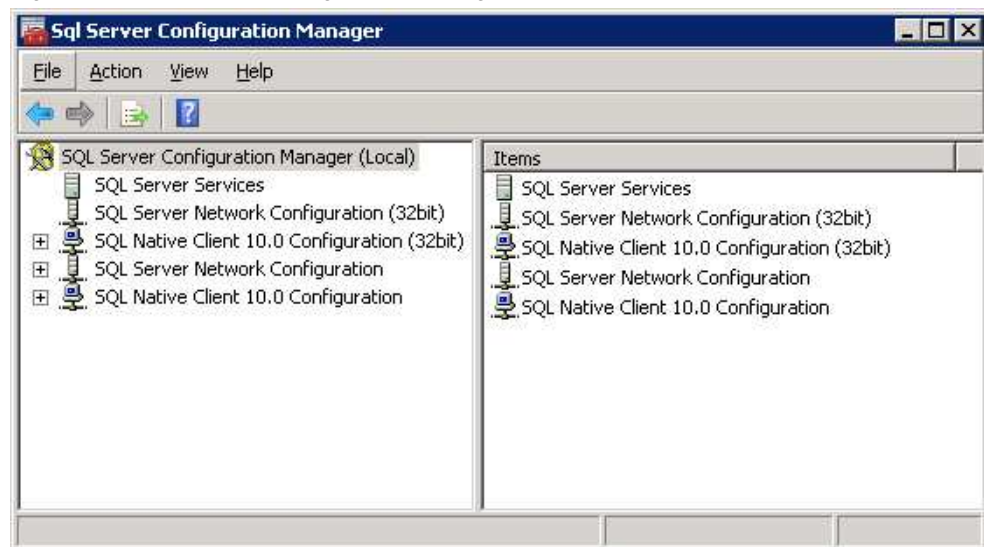 Sql Server Configuration Manager
File Action View Help
SQL Server Configuration Manager (Local)
SQL Server Services
SQL Server Network Configuration (32bit)
SQL Native Client 10.0 Configuration (32bit)
SQL Server Network Configuration
SQL Native Client 10.0 Configuration
Items
SQL Server Services
SQL Server Network Configuration (32bit)
SQL Native Client 10.0 Configuration (32bit)
SQL Server Network Configuration
SQL Native Client 10.0 Configuration